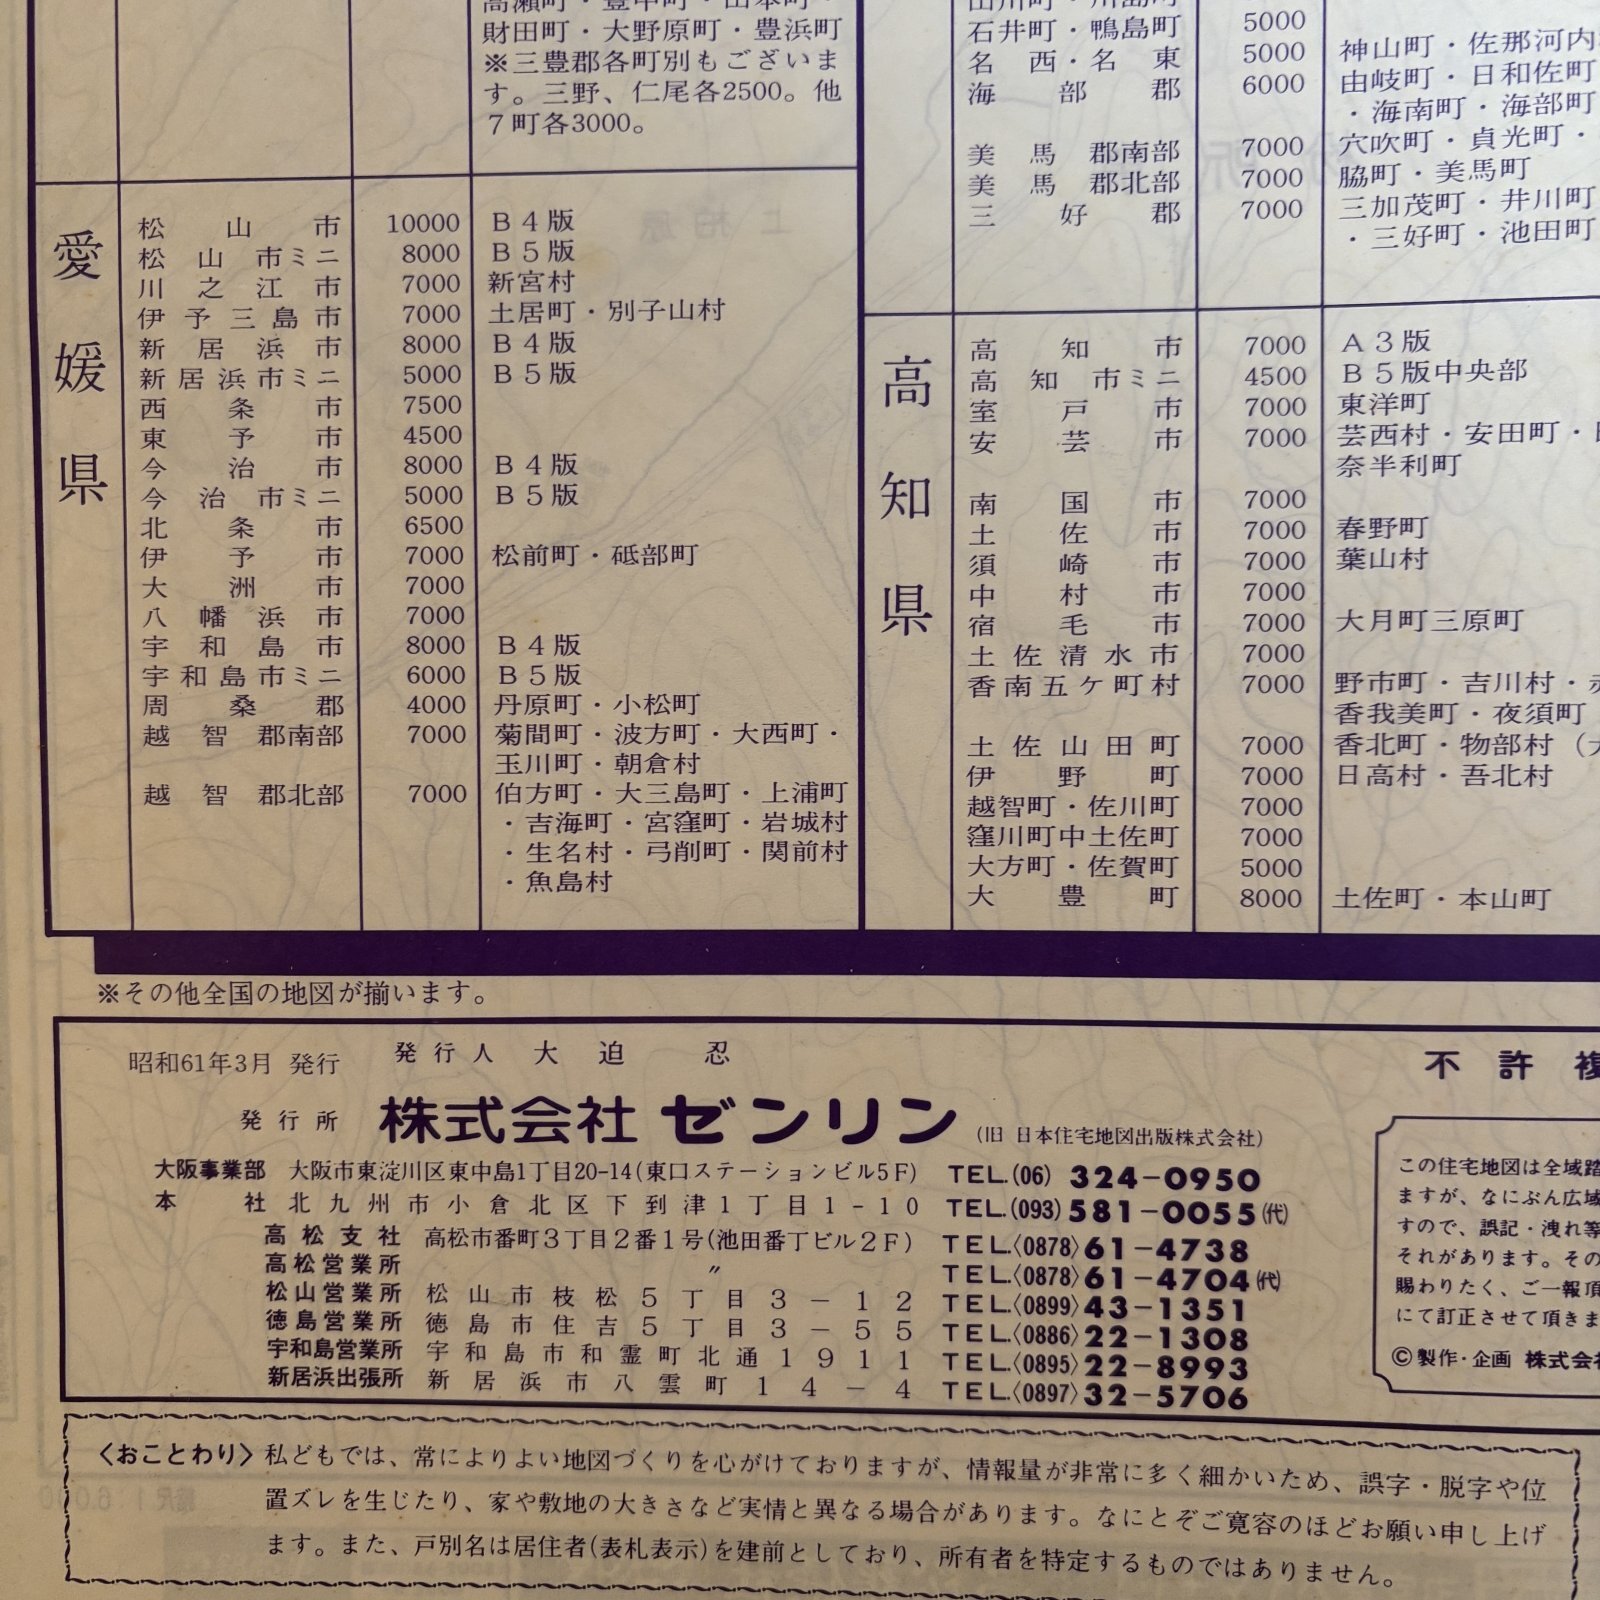 財田町・大野原町・豊浜町
※三豊郡各町別もございま
す。三野、仁尾各2500。他
7町各3000。
愛媛県
松山市 10000 B4版
松山市ミニ 8000 B5版
川之江市 7000 新宮村
伊予三島市 7000 土居町・別子山村
新居浜市 8000 B4版
新居浜市ミニ 5000 B5版
西条市 7500
東予市 4500
今治市 8000 B4版
今治市ミニ 5000 B5版
北条市 6500
伊予市 7000 松前町・砥部町
大洲市 7000
八幡浜市 7000
宇和島市 8000 B4版
宇和島市ミニ 6000 B5版
周桑郡 4000 丹原町・小松町
越智郡南部 7000 菊間町・波方町・大西町・
玉川町・朝倉村
越智郡北部 7000 伯方町・大三島町・上浦町
・吉海町・宮窪町・岩城村
・生名村・弓削町・関前村
・魚島村
石井町・鴨島町 5000
名西・名東 5000 神山町・佐那河内
海部郡 6000 由岐町・日和佐町
・海南町・海部町
美馬郡南部 7000 穴吹町・貞光町・
美馬郡北部 7000 脇町・美馬町
三好郡 7000 三加茂町・井川町
・三好町・池田町
高知県
高知市 7000 A3版
高知市ミニ 4500 B5版中央部
室戸市 7000 東洋町
安芸市 7000 芸西村・安田町・
奈半利町
南国市 7000
土佐市 7000 春野町
須崎市 7000 葉山村
中村市 7000
宿毛市 7000 大月町三原町
土佐清水市 7000
香南五ケ町村 7000 野市町・吉川村・
香我美町・夜須町
土佐山田町 7000 香北町・物部村（
伊野町 7000 日高村・吾北村
越智町・佐川町 7000
窪川町中土佐町 7000
大方町・佐賀町 5000
大豊町 8000 土佐町・本山町
※その他全国の地図が揃います。
昭和61年3月 発行 発行人 大迫 忍
発行所 株式会社 ゼンリン (旧 日本住宅地図出版株式会社)
大阪事業部 大阪市東淀川区東中島1丁目20-14(東口ステーションビル5F) TEL.(06) 324-0950
本社 北九州市小倉北区下到津1丁目1-10 TEL.(093) 581-0055(代)
高松支社 高松市番町3丁目2番1号(池田番丁ビル2F) TEL.〈0878〉61-4738
高松営業所 〃 TEL.〈0878〉61-4704(代)
松山営業所 松山市枝松5丁目3-12 TEL.〈0899〉43-1351
徳島営業所 徳島市住吉5丁目3-55 TEL.〈0886〉22-1308
宇和島営業所 宇和島市和霊町北通1911 TEL.〈0895〉22-8993
新居浜出張所 新居浜市八雲町14-4 TEL.〈0897〉32-5706
不許複
この住宅地図は全域踏
ますが、なにぶん広域
すので、誤記・洩れ等
それがあります。その
賜わりたく、ご一報頂
にて訂正させて頂きま
©製作・企画 株式会社
〈おことわり〉私どもでは、常によりよい地図づくりを心がけておりますが、情報量が非常に多く細かいため、誤字・脱字や位
置ズレを生じたり、家や敷地の大きさなど実情と異なる場合があります。なにとぞご寛容のほどお願い申し上げ
ます。また、戸別名は居住者(表札表示)を建前としており、所有者を特定するものではありません。